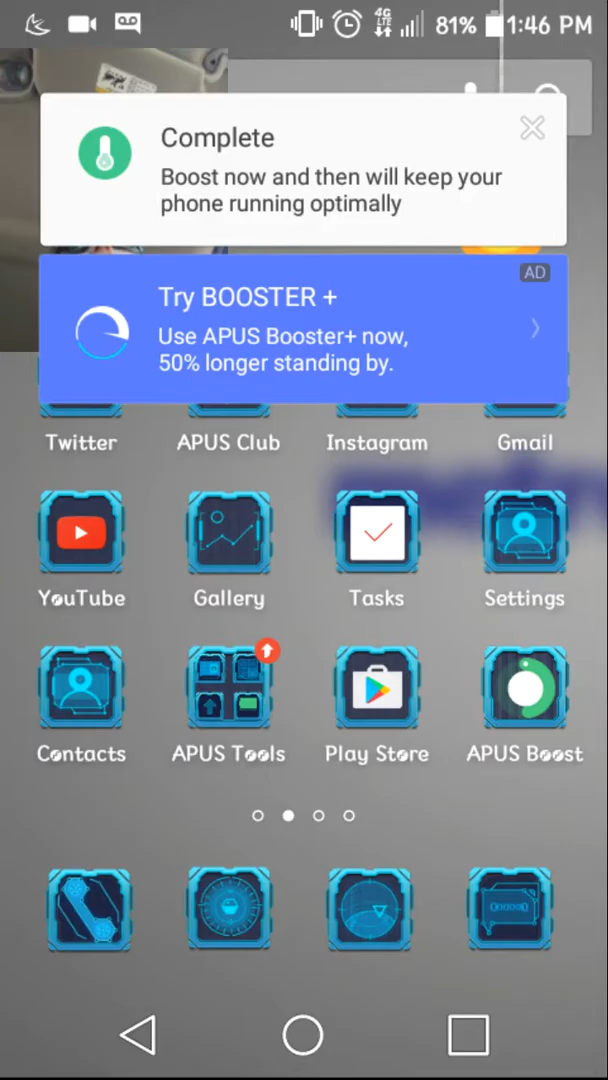 4G
LTE
81%
1:46 PM
Complete
Boost now and then will keep your
phone running optimally
AD
Try BOOSTER +
Use APUS Booster+ now,
50% longer standing by.
Twitter
APUS Club
Instagram
Gmail
YouTube
Gallery
Tasks
Settings
Contacts
APUS Tools
Play Store
APUS Boost